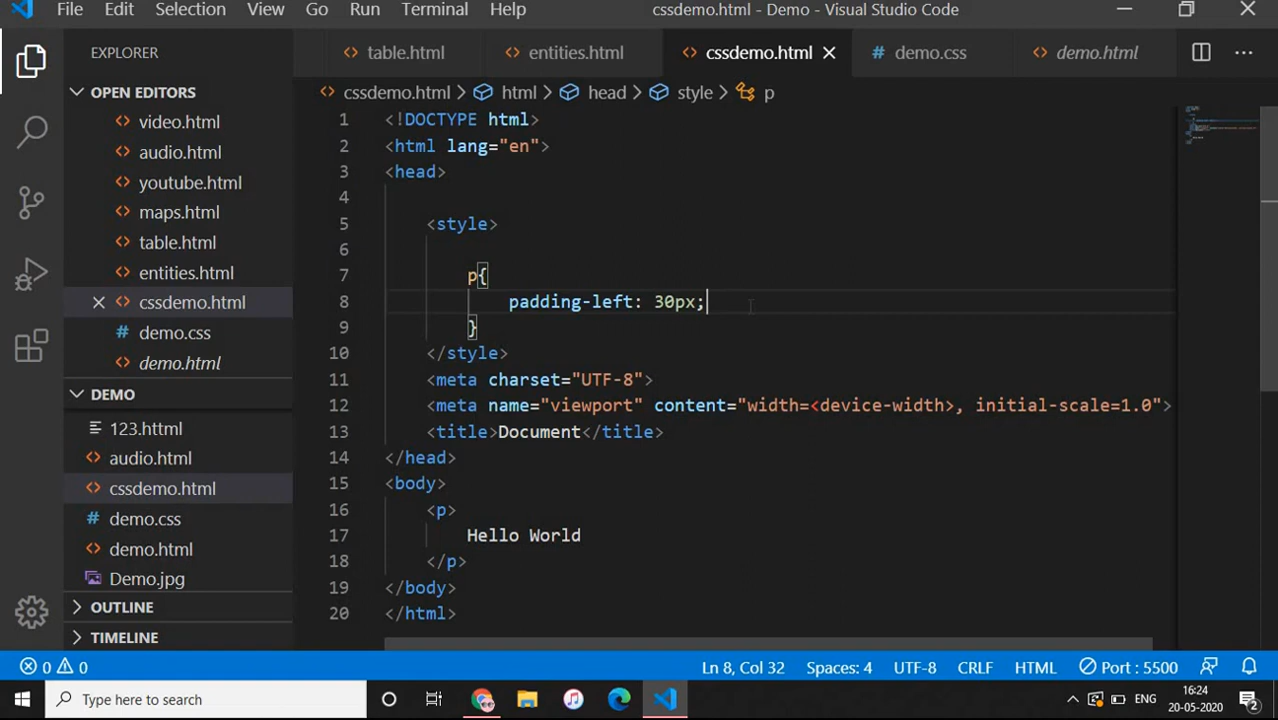 File Edit Selection View Go Run Terminal Help cssdemo.html - Demo - Visual Studio Code
EXPLORER
OPEN EDITORS
video.html
audio.html
youtube.html
maps.html
table.html
entities.html
cssdemo.html
demo.css
demo.html
DEMO
123.httml
audio.html
cssdemo.html
demo.css
demo.html
Demo.jpg
OUTLINE
TIMELINE
table.html entities.html cssdemo.html demo.css demo.html
cssdemo.html > html > head > style > p
1 <!DOCTYPE html>
2 <html lang="en">
3 <head>
4
5 <style>
6
7 p{
8 padding-left: 30px;
9 }
10 </style>
11 <meta charset="UTF-8">
12 <meta name="viewport" content="width=<device-width>, initial-scale=1.0">
13 <title>Document</title>
14 </head>
15 <body>
16 <p>
17 Hello World
18 </p>
19 </body>
20 </html>
0 0 Ln 8, Col 32 Spaces: 4 UTF-8 CRLF HTML Port : 5500
Type here to search ENG 16:24
20-05-2020 2